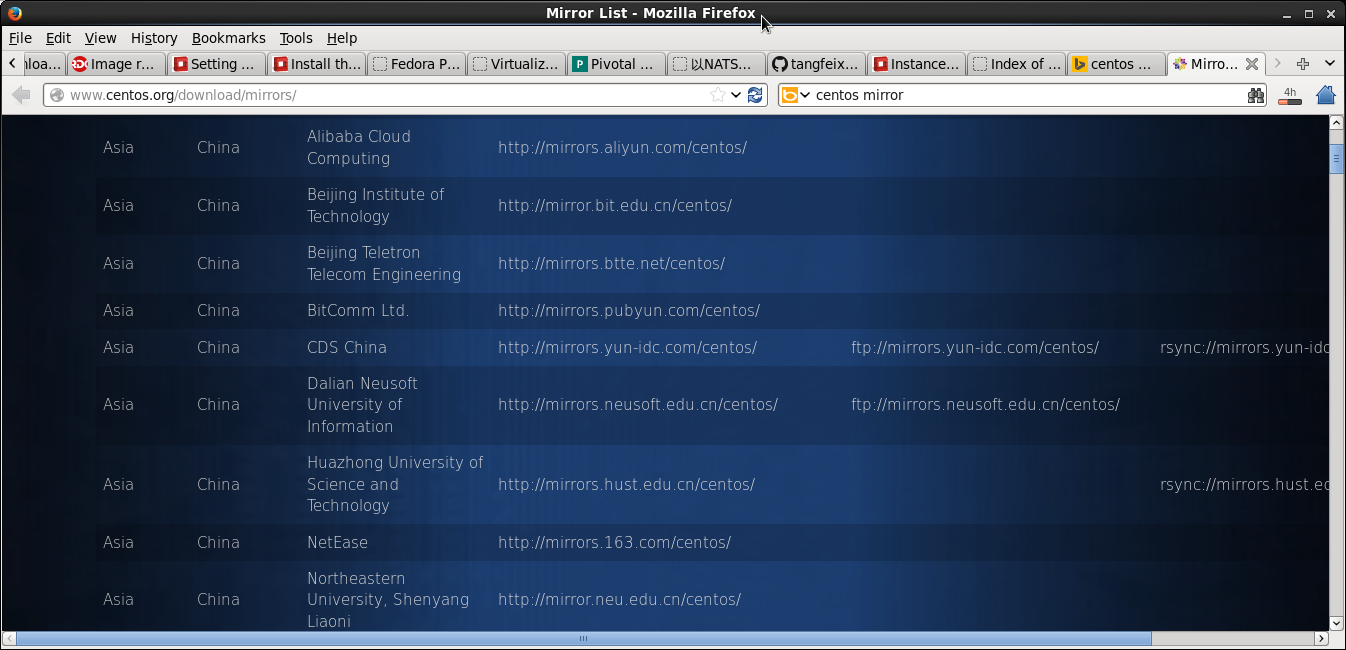 Mirror List - Mozilla Firefox
File Edit View History Bookmarks Tools Help
nloa... Image r... Setting ... Install th... Fedora P... Virtualiz... Pivotal ... 以NATS... tangfeix... Instance... Index of ... centos ... Mirro...
www.centos.org/download/mirrors/ centos mirror 4h
Asia China Alibaba Cloud Computing http://mirrors.aliyun.com/centos/
Asia China Beijing Institute of Technology http://mirror.bit.edu.cn/centos/
Asia China Beijing Teletron Telecom Engineering http://mirrors.btte.net/centos/
Asia China BitComm Ltd. http://mirrors.pubyun.com/centos/
Asia China CDS China http://mirrors.yun-idc.com/centos/ ftp://mirrors.yun-idc.com/centos/ rsync://mirrors.yun-idc
Asia China Dalian Neusoft University of Information http://mirrors.neusoft.edu.cn/centos/ ftp://mirrors.neusoft.edu.cn/centos/
Asia China Huazhong University of Science and Technology http://mirrors.hust.edu.cn/centos/ rsync://mirrors.hust.ed
Asia China NetEase http://mirrors.163.com/centos/
Asia China Northeastern University, Shenyang Liaoni http://mirror.neu.edu.cn/centos/